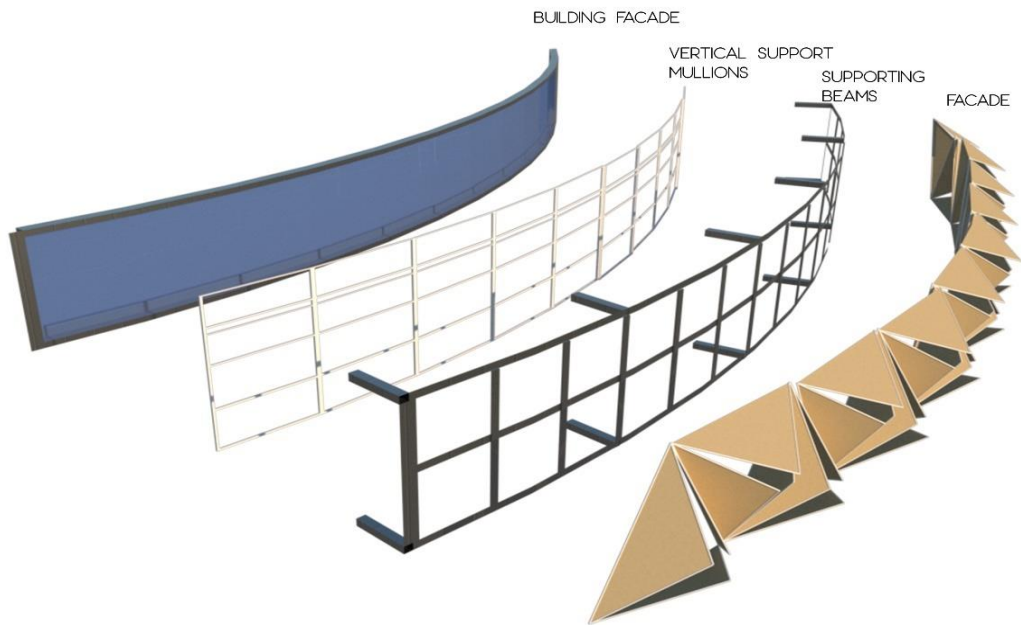 BUILDING FACADE
VERTICAL SUPPORT
MULLIONS
SUPPORTING
BEAMS
FACADE